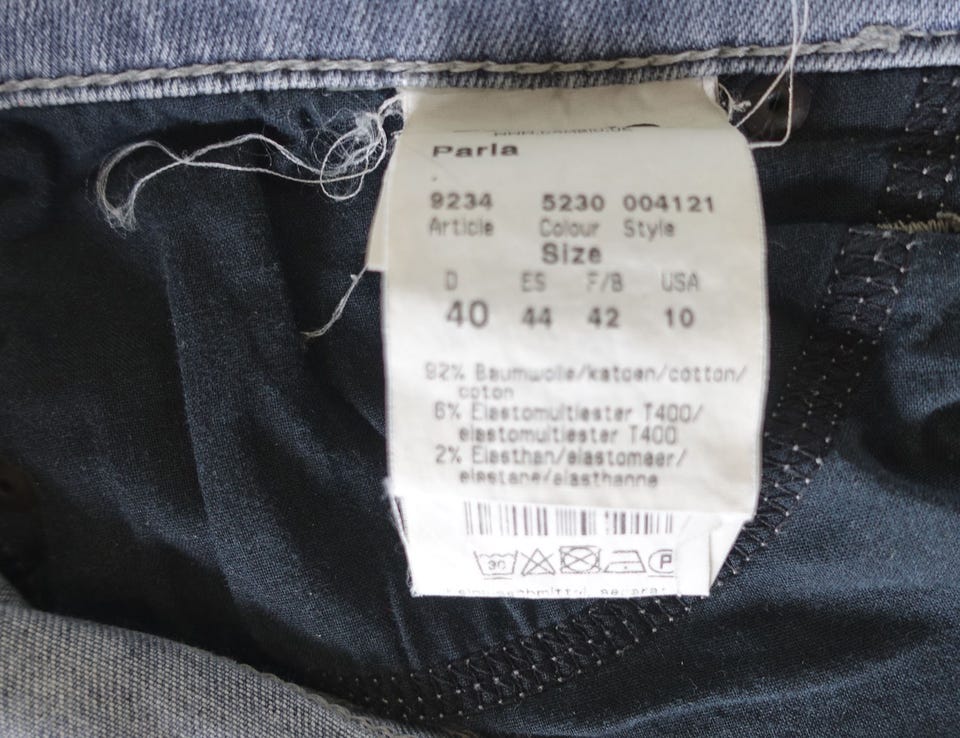 Parla
9234 5230 004121
Article Colour Style
Size
D ES F/B USA
40 44 42 10
92% Baumwolle/katoen/cotton/
coton
6% Elastomultiester T400/
elastomultiester T400
2% Elasthan/elastomeer/
elastane/elasthanne
30
P